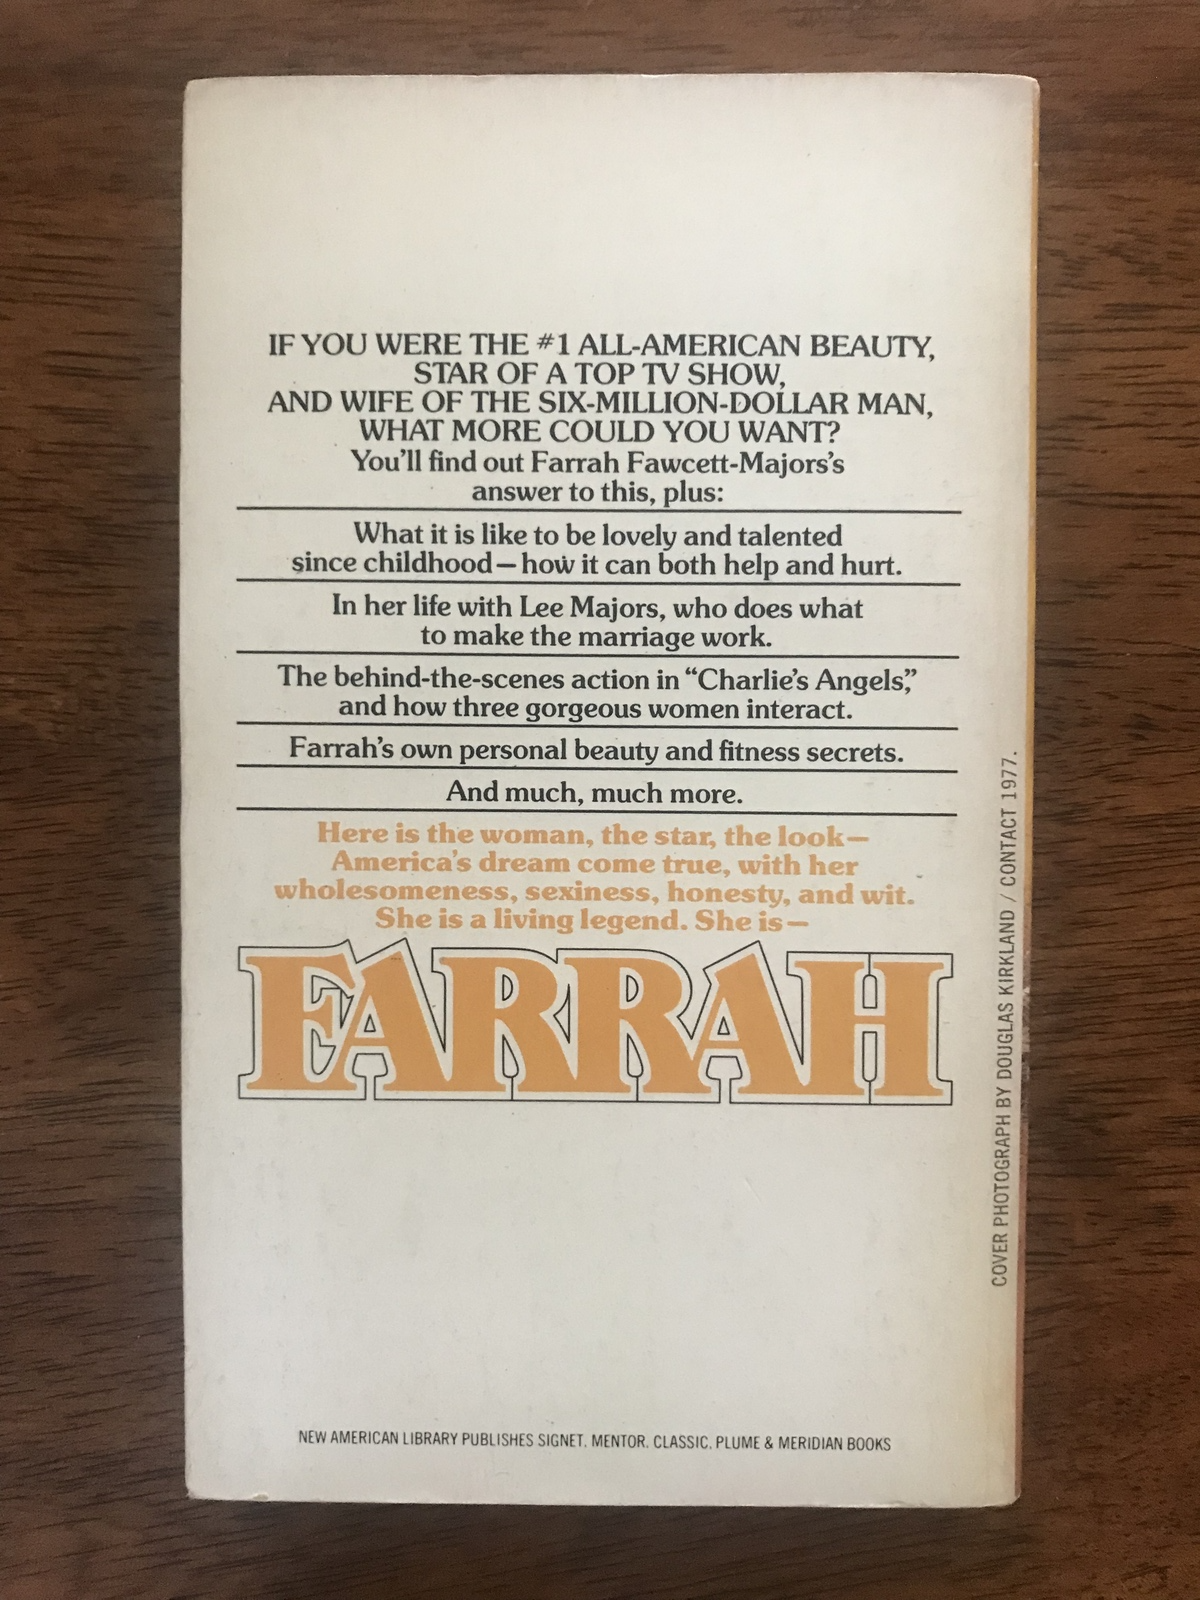 IF YOU WERE THE #1 ALL-AMERICAN BEAUTY,
STAR OF A TOP TV SHOW,
AND WIFE OF THE SIX-MILLION-DOLLAR MAN,
WHAT MORE COULD YOU WANT?
You'll find out Farrah Fawcett-Majors's
answer to this, plus:
What it is like to be lovely and talented
since childhood—how it can both help and hurt.
In her life with Lee Majors, who does what
to make the marriage work.
The behind-the-scenes action in “Charlie's Angels,”
and how three gorgeous women interact.
Farrah's own personal beauty and fitness secrets.
And much, much more.
Here is the woman, the star, the look—
America's dream come true, with her
wholesomeness, sexiness, honesty, and wit.
She is a living legend. She is—
FARRAH
COVER PHOTOGRAPH BY DOUGLAS KIRKLAND / CONTACT 1977.
NEW AMERICAN LIBRARY PUBLISHES SIGNET, MENTOR, CLASSIC, PLUME & MERIDIAN BOOKS